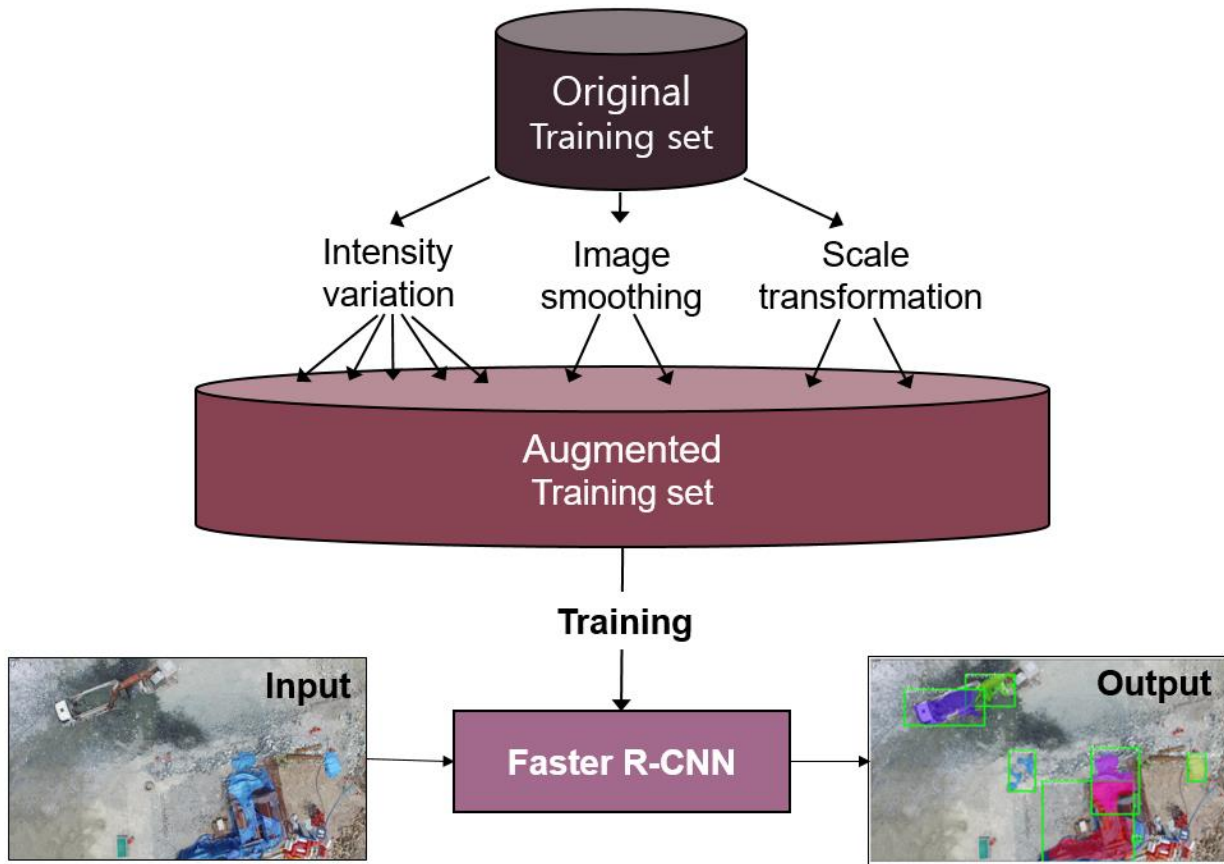 Original
Training set
Intensity
variation
Image
smoothing
Scale
transformation
Augmented
Training set
Training
Input
Faster R-CNN
Output